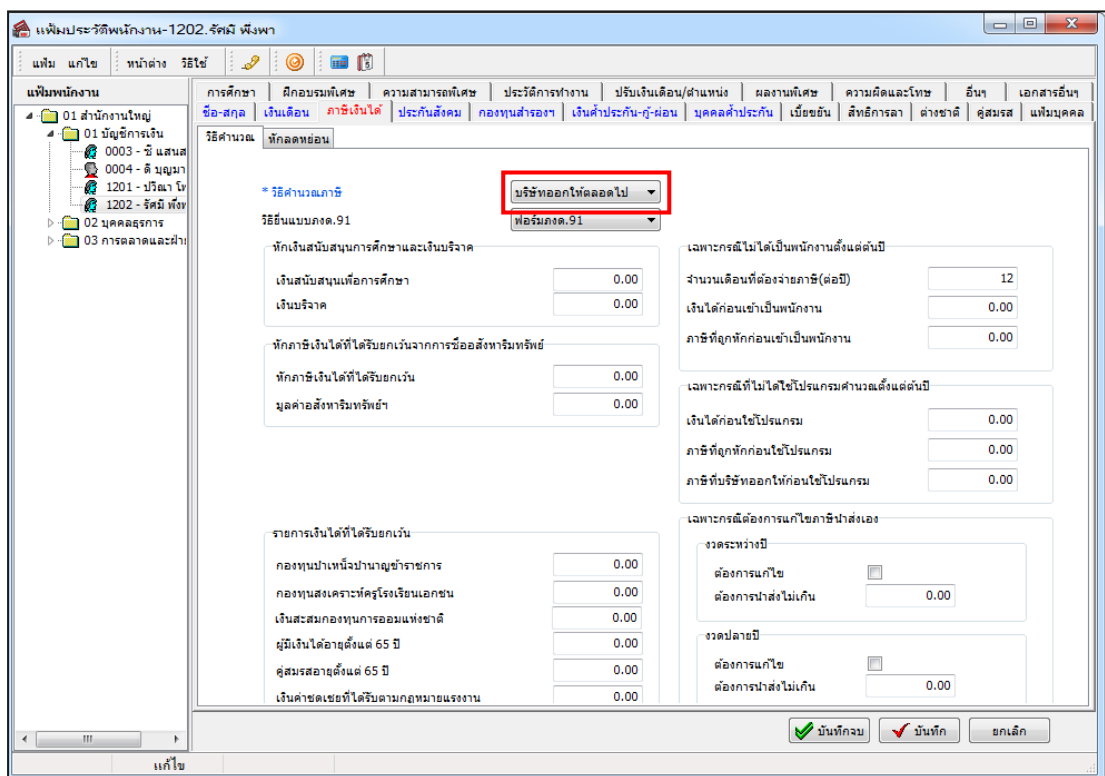 แฟ้มประวัติพนักงาน-1202.รัศมี พึ่งพา
แฟ้ม แก้ไข หน้าต่าง วิธีใช้
แฟ้มพนักงาน
01 สำนักงานใหญ่
01 บัญชีการเงิน
0003 - ชี แสนส
0004 - ดี บุญมา
1201 - ปวีณา โท
1202 - รัศมี พึ่งพ
02 บุคคลธุรการ
03 การตลาดและฝ่าย
การศึกษา ฝึกอบรมพิเศษ ความสามารถพิเศษ ประวัติการทำงาน ปรับเงินเดือน/ตำแหน่ง ผลงานพิเศษ ความผิดและโทษ อื่นๆ เอกสารอื่นๆ
ชื่อ-สกุล เงินเดือน ภาษีเงินได้ ประกันสังคม กองทุนสำรองฯ เงินค้ำประกัน-กู้-ผ่อน บุคคลค้ำประกัน เบี้ยขยัน สิทธิการลา ต่างชาติ คู่สมรส แฟ้มบุคคล
วิธีคำนวณ หักลดหย่อน
* วิธีคำนวณภาษี บริษัทออกให้ตลอดไป
วิธียื่นแบบภงด.91 ฟอร์มภงด.91
หักเงินสนับสนุนการศึกษาและเงินบริจาค
เงินสนับสนุนเพื่อการศึกษา 0.00
เงินบริจาค 0.00
หักภาษีเงินได้ที่ได้รับยกเว้นจากการซื้ออสังหาริมทรัพย์
หักภาษีเงินได้ที่ได้รับยกเว้น 0.00
มูลค่าอสังหาริมทรัพย์ฯ 0.00
รายการเงินได้ที่ได้รับยกเว้น
กองทุนบำเหน็จบำนาญข้าราชการ 0.00
กองทุนสงเคราะห์ครูโรงเรียนเอกชน 0.00
เงินสะสมกองทุนการออมแห่งชาติ 0.00
ผู้มีเงินได้อายุตั้งแต่ 65 ปี 0.00
คู่สมรสอายุตั้งแต่ 65 ปี 0.00
เงินค่าชดเชยที่ได้รับตามกฎหมายแรงงาน 0.00
เฉพาะกรณีไม่ได้เป็นพนักงานตั้งแต่ต้นปี
จำนวนเดือนที่ต้องจ่ายภาษี(ต่อปี) 12
เงินได้ก่อนเข้าเป็นพนักงาน 0.00
ภาษีที่ถูกหักก่อนเข้าเป็นพนักงาน 0.00
เฉพาะกรณีที่ไม่ได้ใช้โปรแกรมคำนวณตั้งแต่ต้นปี
เงินได้ก่อนใช้โปรแกรม 0.00
ภาษีที่ถูกหักก่อนใช้โปรแกรม 0.00
ภาษีที่บริษัทออกให้ก่อนใช้โปรแกรม 0.00
เฉพาะกรณีต้องการแก้ไขภาษีนำส่งเอง
งวดระหว่างปี
ต้องการแก้ไข
ต้องการนำส่งไม่เกิน 0.00
งวดปลายปี
ต้องการแก้ไข
ต้องการนำส่งไม่เกิน 0.00
บันทึกจบ บันทึก ยกเลิก
แก้ไข